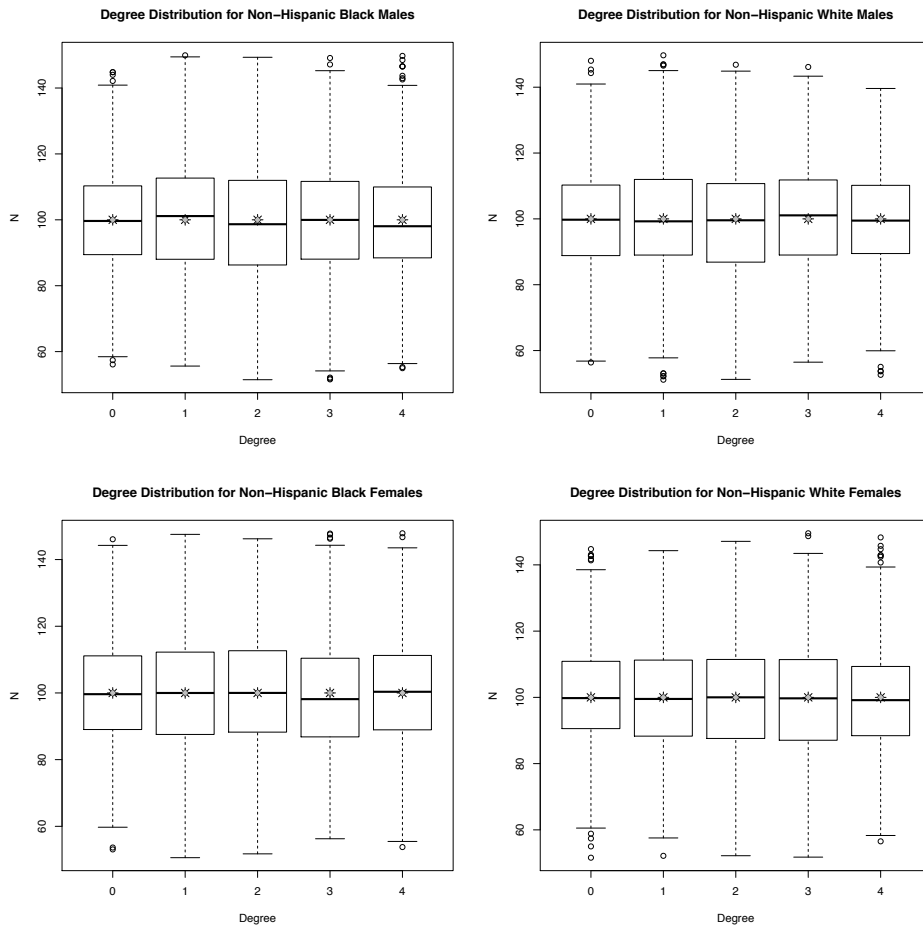 Degree Distribution for Non−Hispanic Black Males
N
140
120
100
80
60
0 1 2 3 4
Degree
Degree Distribution for Non−Hispanic White Males
N
140
120
100
80
60
0 1 2 3 4
Degree
Degree Distribution for Non−Hispanic Black Females
N
140
120
100
80
60
0 1 2 3 4
Degree
Degree Distribution for Non−Hispanic White Females
N
140
120
100
80
60
0 1 2 3 4
Degree